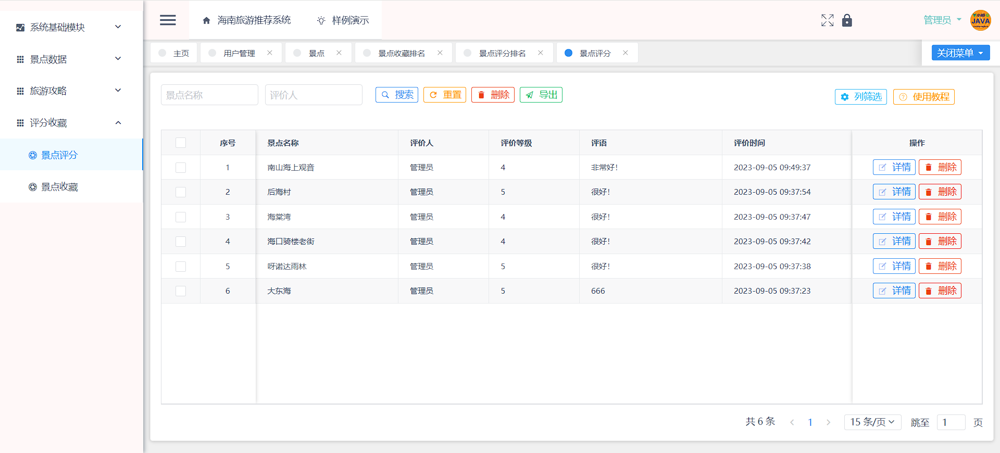 系统基础模块
景点数据
旅游攻略
评分收藏
景点评分
景点收藏
海南旅游推荐系统 样例演示
管理员
小郑
JAVA
主页 用户管理 景点 景点收藏排名 景点评分排名 景点评分 关闭菜单
景点名称 评价人 搜索 重置 删除 导出 列筛选 使用教程
序号 景点名称 评价人 评价等级 评语 评价时间 操作
1 南山海上观音 管理员 4 非常好! 2023-09-05 09:49:37 详情 删除
2 后海村 管理员 5 很好! 2023-09-05 09:37:54 详情 删除
3 海棠湾 管理员 4 很好! 2023-09-05 09:37:47 详情 删除
4 海口骑楼老街 管理员 4 很好! 2023-09-05 09:37:42 详情 删除
5 呀诺达雨林 管理员 5 很好! 2023-09-05 09:37:38 详情 删除
6 大东海 管理员 5 666 2023-09-05 09:37:23 详情 删除
共 6 条 1 15 条/页 跳至 1 页